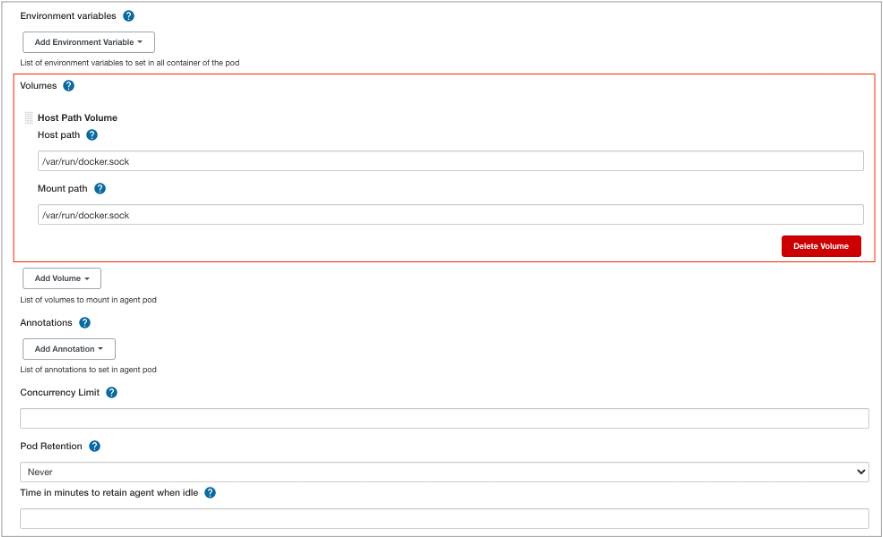 Environment variables ?
Add Environment Variable
List of environment variables to set in all container of the pod
Volumes ?
Host Path Volume
Host path ?
/var/run/docker.sock
Mount path ?
/var/run/docker.sock
Delete Volume
Add Volume
List of volumes to mount in agent pod
Annotations ?
Add Annotation
List of annotations to set in agent pod
Concurrency Limit ?
Pod Retention ?
Never
Time in minutes to retain agent when idle ?